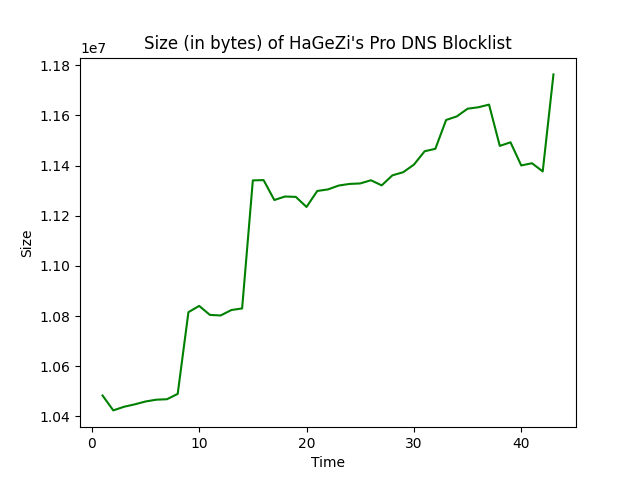 Size (in bytes) of HaGeZi's Pro DNS Blocklist
1e7
1.18
1.16
1.14
1.12
1.10
1.08
1.06
1.04
Size
0 10 20 30 40
Time